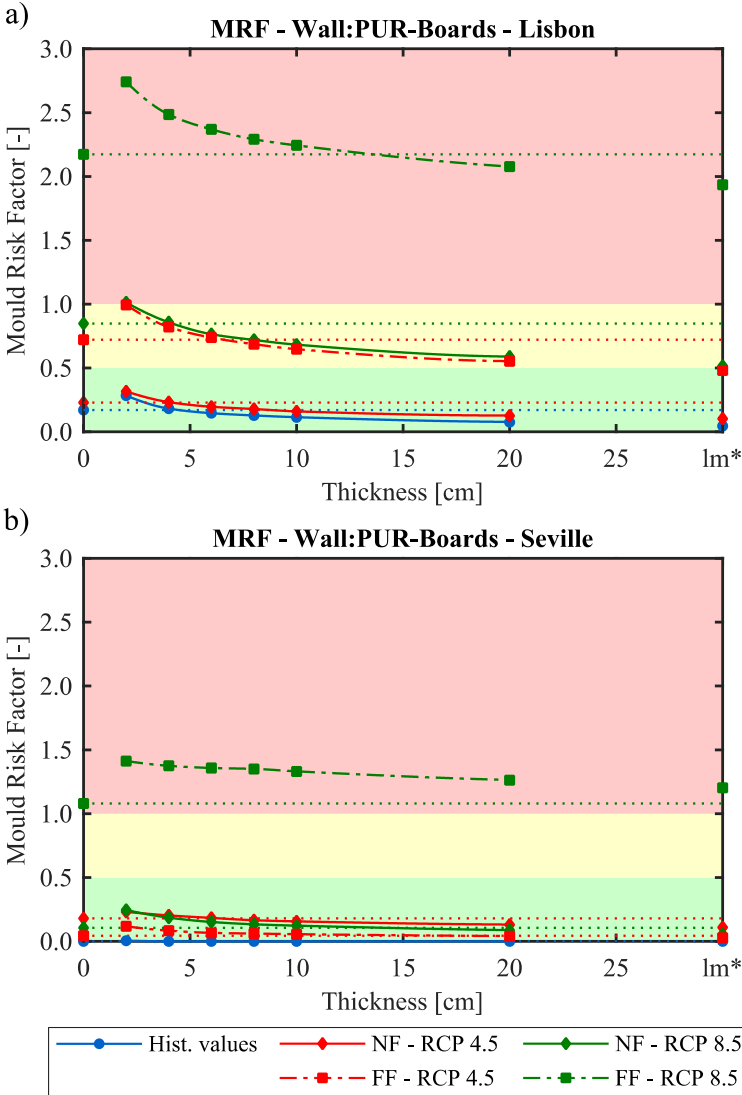 a)
MRF - Wall:PUR-Boards - Lisbon
Mould Risk Factor [-]
3.0
2.5
2.0
1.5
1.0
0.5
0.0
0 5 10 15 20 25 lm*
Thickness [cm]
b)
MRF - Wall:PUR-Boards - Seville
Mould Risk Factor [-]
3.0
2.5
2.0
1.5
1.0
0.5
0.0
0 5 10 15 20 25 lm*
Thickness [cm]
Hist. values NF - RCP 4.5 NF - RCP 8.5
FF - RCP 4.5 FF - RCP 8.5